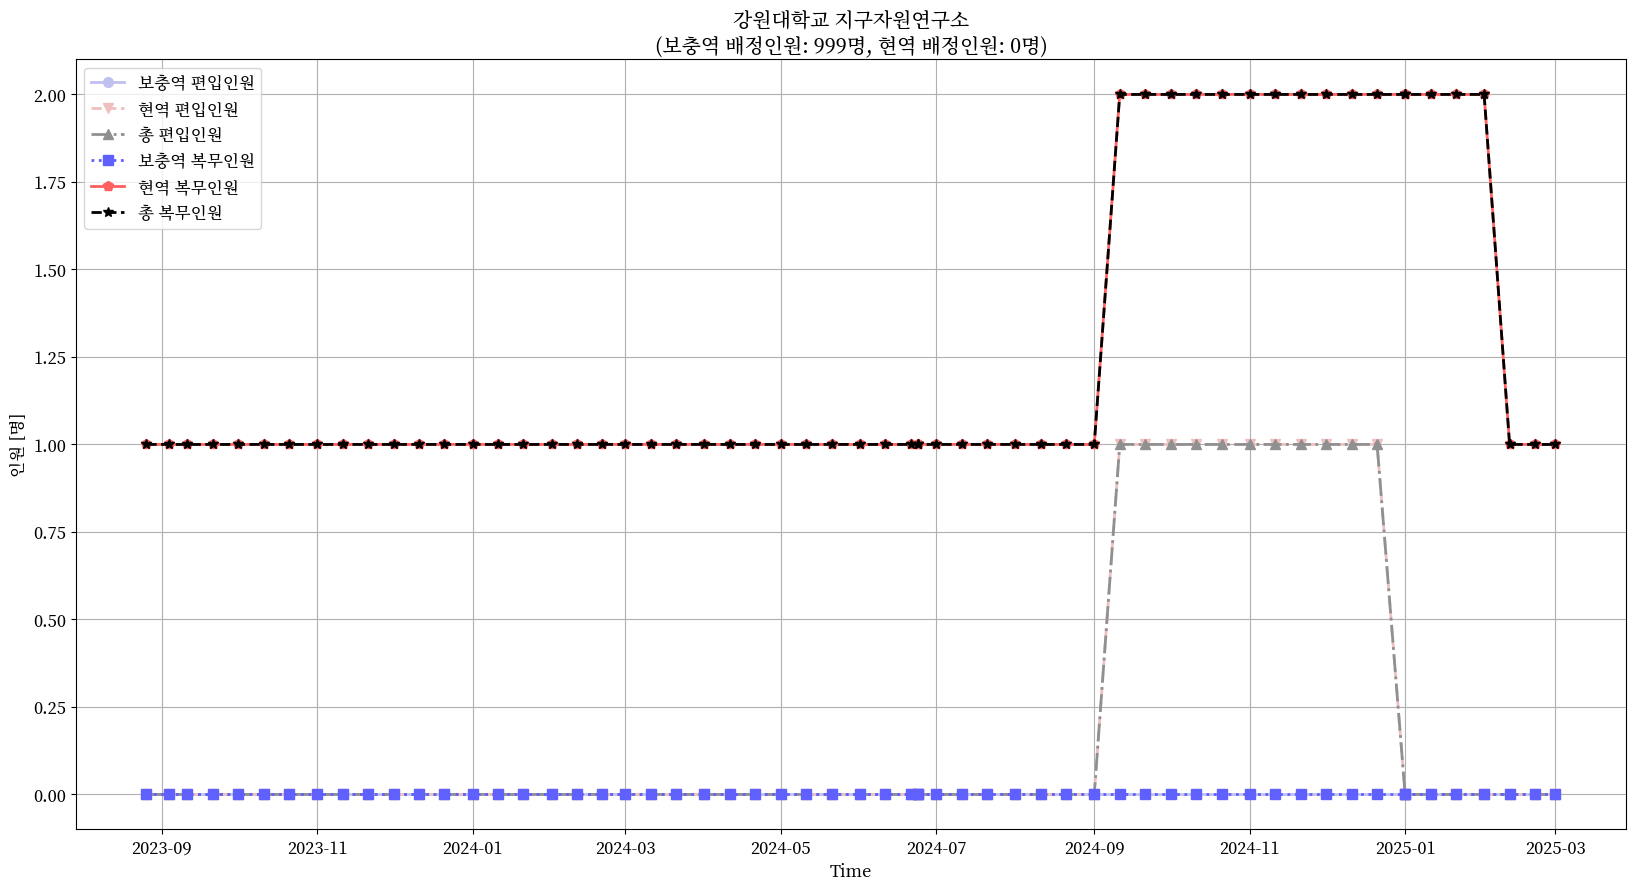 강원대학교 지구자원연구소
(보충역 배정인원: 999명, 현역 배정인원: 0명)
보충역 편입인원
현역 편입인원
총 편입인원
보충역 복무인원
현역 복무인원
총 복무인원
인원 [명]
2.00
1.75
1.50
1.25
1.00
0.75
0.50
0.25
0.00
2023-09 2023-11 2024-01 2024-03 2024-05 2024-07 2024-09 2024-11 2025-01 2025-03
Time